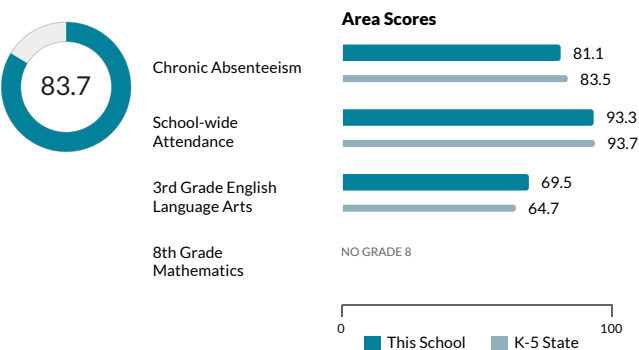 Area Scores
83.7
Chronic Absenteeism
81.1
83.5
School-wide
Attendance
93.3
93.7
3rd Grade English
Language Arts
69.5
64.7
8th Grade
Mathematics
NO GRADE 8
0
100
This School
K-5 State